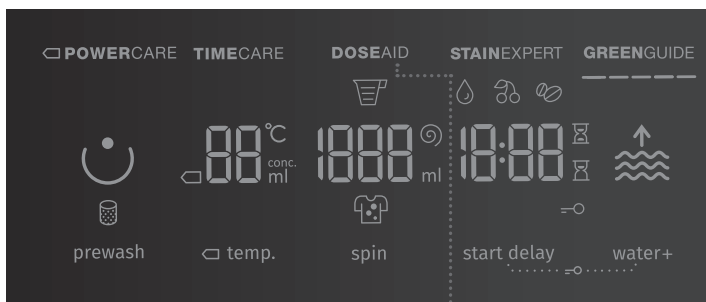 POWERCARE TIMECARE DOSEAID STAINEXPERT GREENGUIDE
88 °C 1888 18:88
conc.
ml ml
prewash temp. spin start delay water+